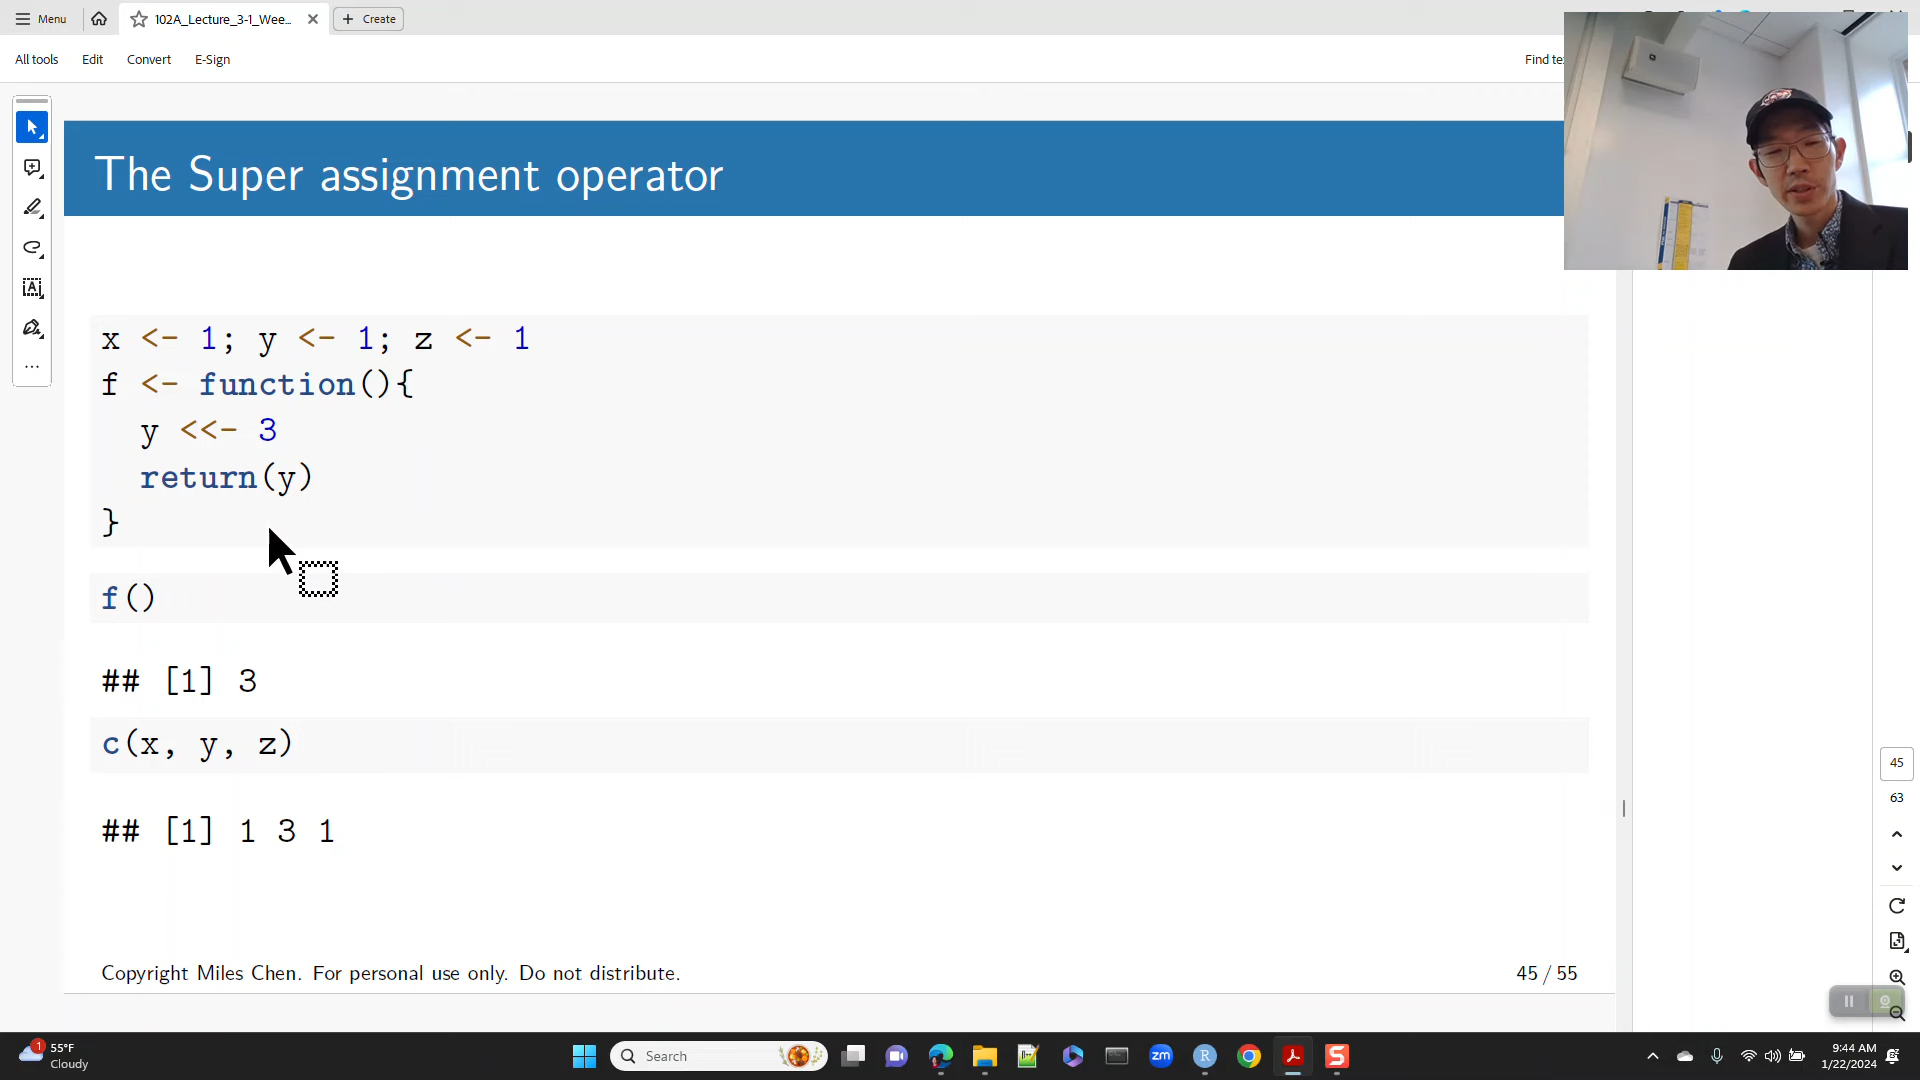 Menu
102A_Lecture_3-1_Wee...
Create
All tools
Edit
Convert
E-Sign
Find te
The Super assignment operator
x <- 1; y <- 1; z <- 1
f <- function(){
y <<- 3
return(y)
}
f()
## [1] 3
c(x, y, z)
## [1] 1 3 1
Copyright Miles Chen. For personal use only. Do not distribute.
45 / 55
45
63
1
55°F
Cloudy
Search
zm
R
S
9:44 AM
1/22/2024